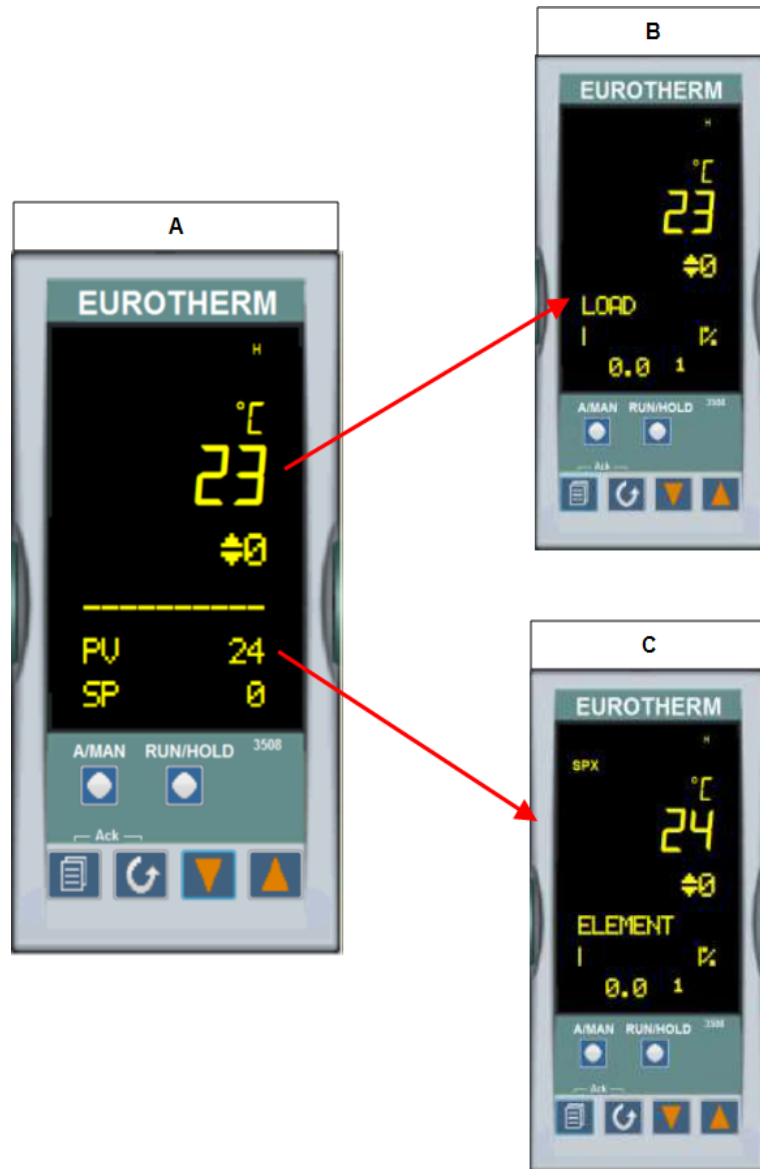 A
EUROTHERM
H
°C
23
0
----------
PV 24
SP 0
A/MAN RUN/HOLD 3508
Ack
B
EUROTHERM
H
°C
23
0
LOAD
%
0.0 1
A/MAN RUN/HOLD 3508
Ack
C
EUROTHERM
H
SPX
°C
24
0
ELEMENT
%
0.0 1
A/MAN RUN/HOLD 3508
Ack